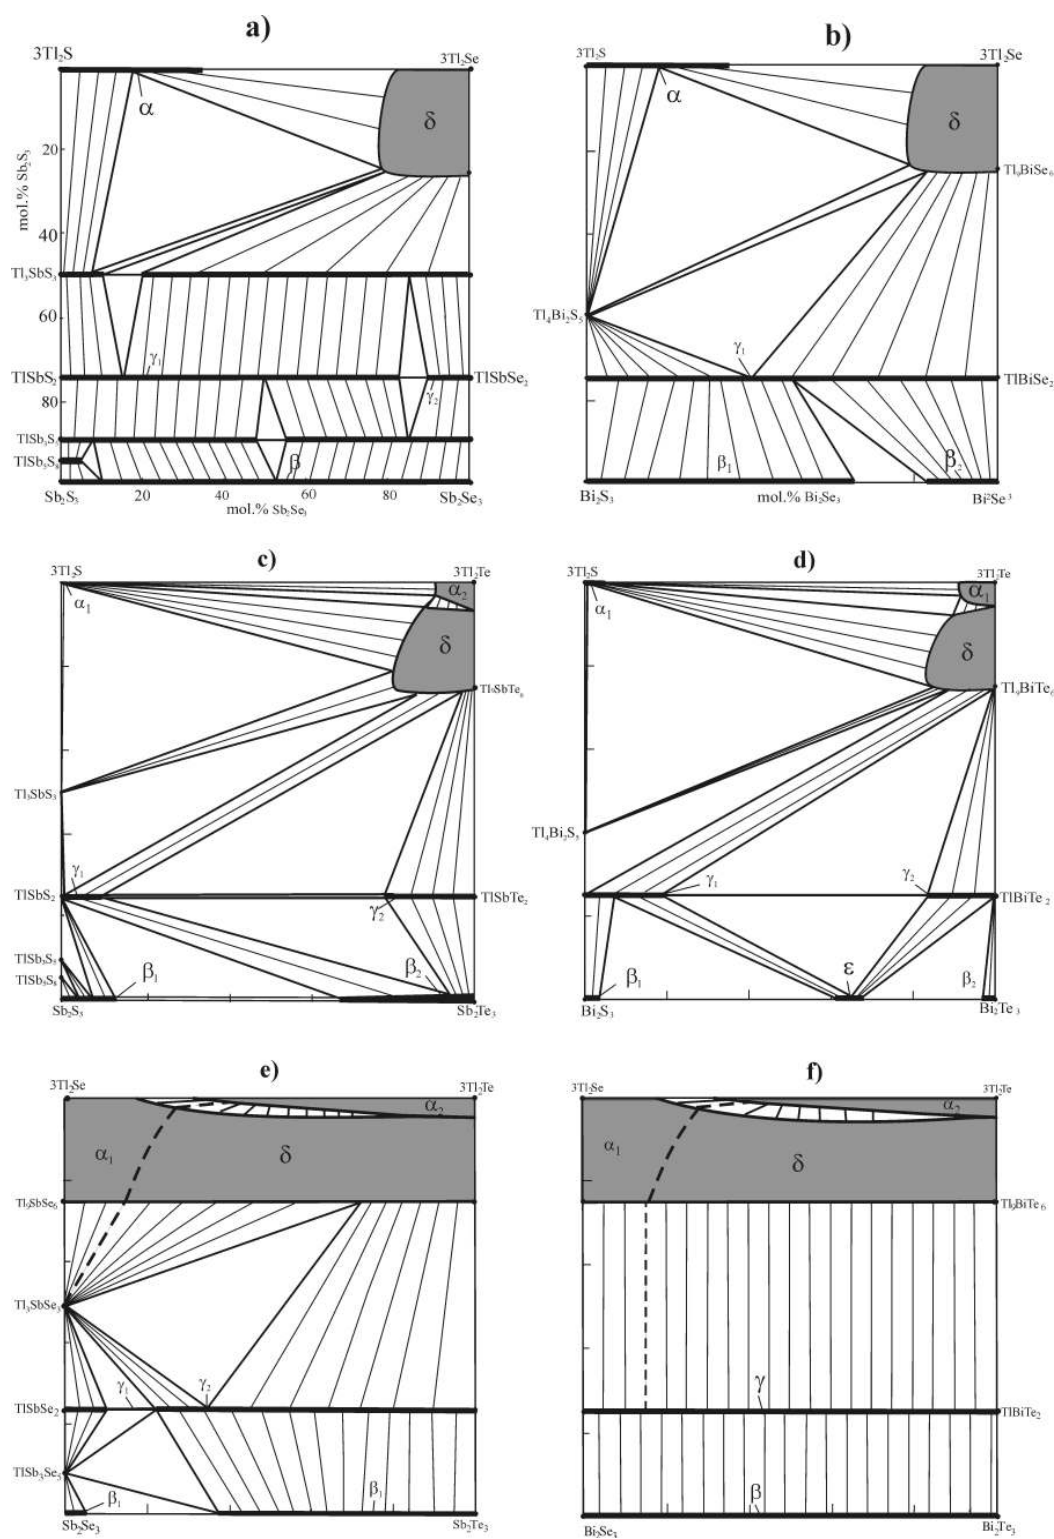 a)
b)
3Tl₂S
3Tl₂Se
3Tl₂S
3Tl₂Se
α
δ
α
δ
mol.% Sb₂S₃
20
40
60
80
Tl₉BiSe₆
Tl₃SbS₃
Tl₄Bi₂S₅
γ₁
γ₁
TlSbS₂
TlSbSe₂
TlBiSe₂
γ₂
TlSb₃S₅
TlSb₅S₈
β
β₁
β₂
Sb₂S₃
20
40
60
80
Sb₂Se₃
mol.% Sb₂Se₃
Bi₂S₃
mol.% Bi₂Se₃
Bi²Se³
c)
d)
3Tl₂S
3Tl₂Te
3Tl₂S
3Tl₂Te
α₁
α₂
α₁
α₁
δ
δ
Tl₉BiTe₆
Tl₃SbS₃
Tl₄Bi₂S₅
γ₁
γ₁
γ₂
TlSbS₂
TlSbTe₂
TlBiTe₂
γ₂
TlSb₃S₅
TlSb₅S₈
β₁
β₂
β₁
ε
β₂
Sb₂S₃
Sb₂Te₃
Bi₂S₃
Bi₂Te₃
e)
f)
3Tl₂Se
3Tl₂Te
3Tl₂Se
3Tl₂Te
α₂
α₂
α₁
δ
α₁
δ
Tl₉SbSe₆
Tl₉BiTe₆
Tl₃SbSe₃
γ₁
γ₂
γ
TlSbSe₂
TlBiTe₂
TlSb₃Se₅
β₁
β₁
β
Sb₂Se₃
Sb₂Te₃
Bi₂Se₃
Bi₂Te₃